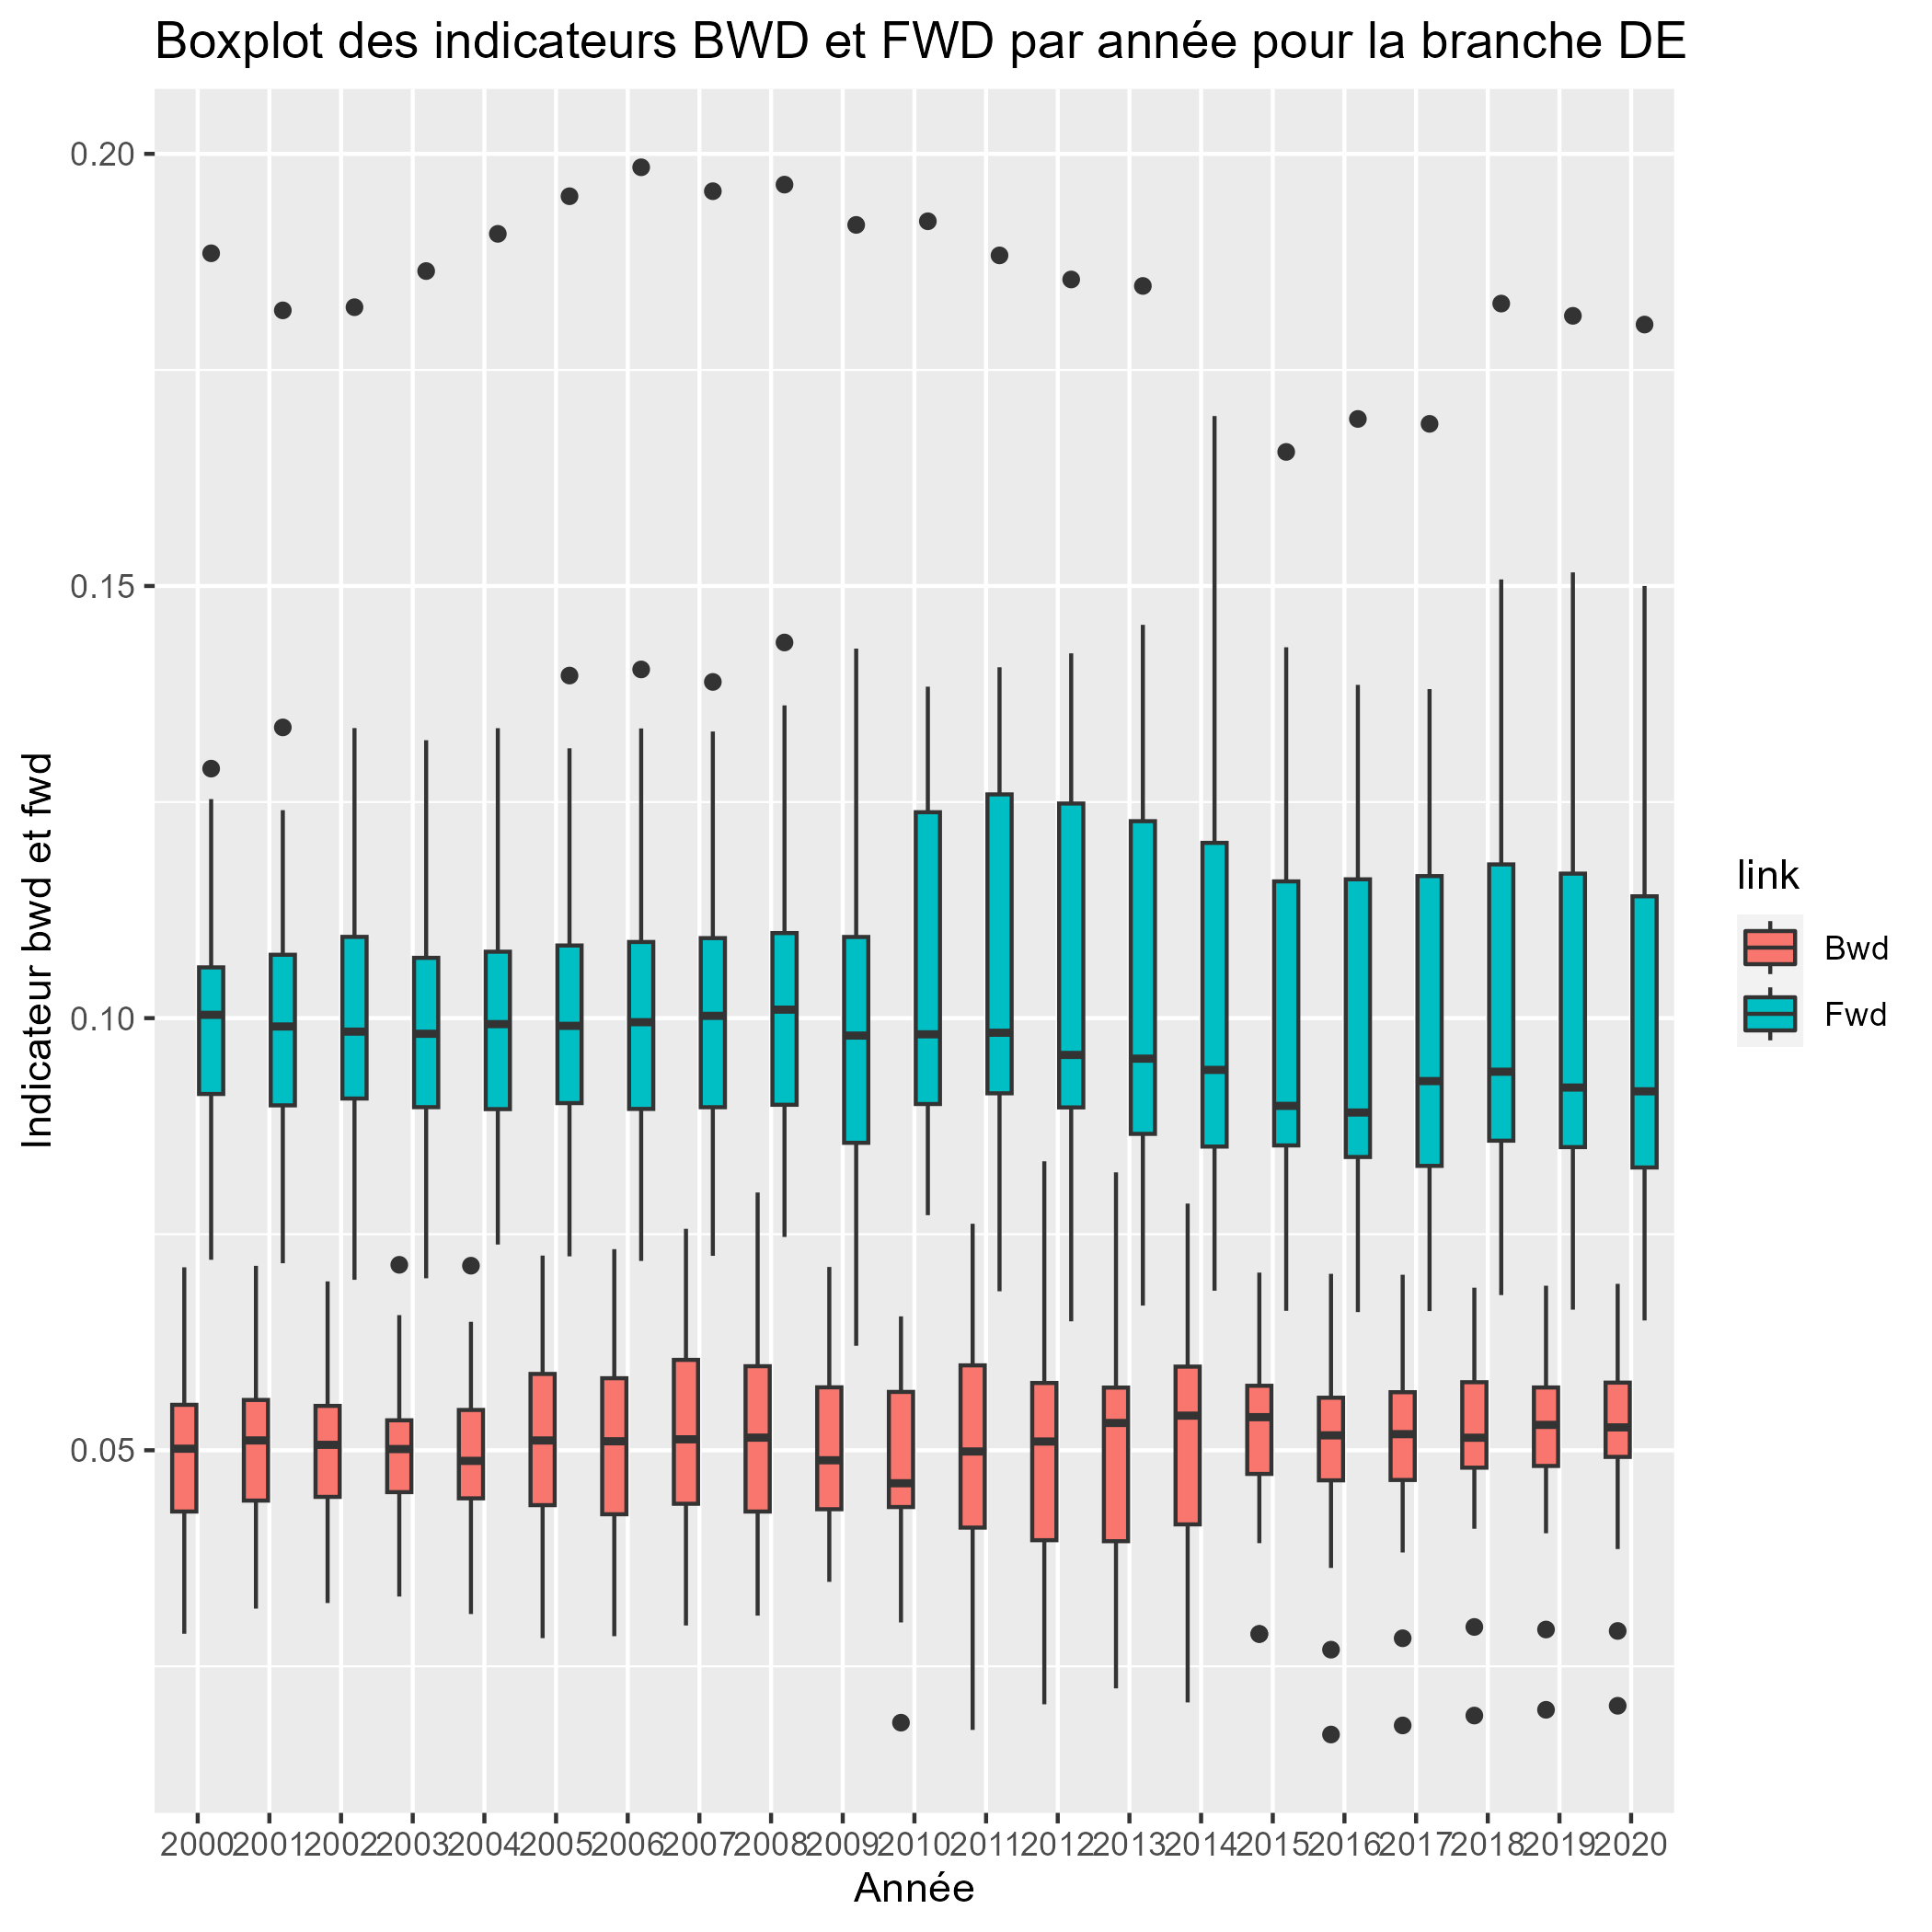 Boxplot des indicateurs BWD et FWD par année pour la branche DE
0.20
0.15
0.10
0.05
Indicateur bwd et fwd
link
Bwd
Fwd
2000 2001 2002 2003 2004 2005 2006 2007 2008 2009 2010 2011 2012 2013 2014 2015 2016 2017 2018 2019 2020
Année